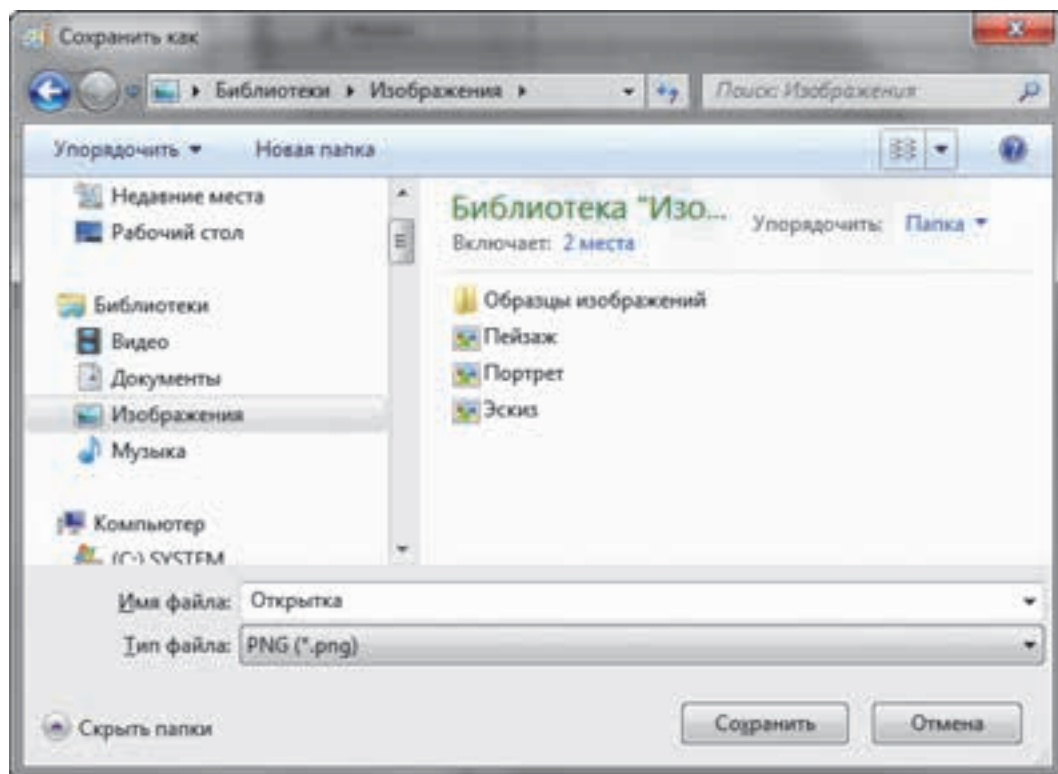 Сохранить как
Библиотеки Изображения
Поиск: Изображения
Упорядочить Новая папка
Недавние места
Рабочий стол
Библиотеки
Видео
Документы
Изображения
Музыка
Компьютер
(C:) SYSTEM
Библиотека "Изо...
Включает: 2 места
Упорядочить: Папка
Образцы изображений
Пейзаж
Портрет
Эскиз
Имя файла: Открытка
Тип файла: PNG (*.png)
Скрыть папки
Сохранить
Отмена